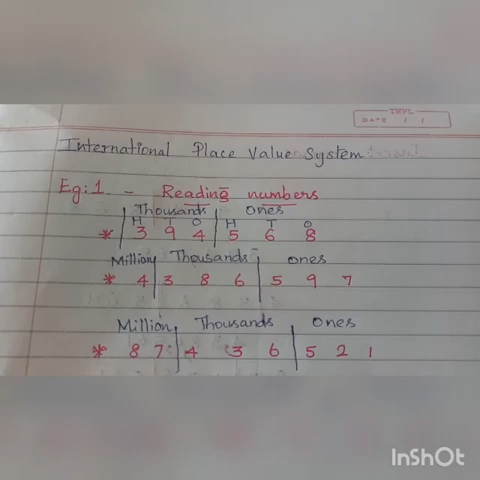 THPL
DATE / /
International Place Value System
Eg: 1 - Reading numbers
Thousands Ones
H T O H T O
* 3 9 4 5 6 8
Million Thousands Ones
* 4 3 8 6 5 9 7
Million Thousands Ones
* 8 7 4 3 6 5 2 1
InShOt